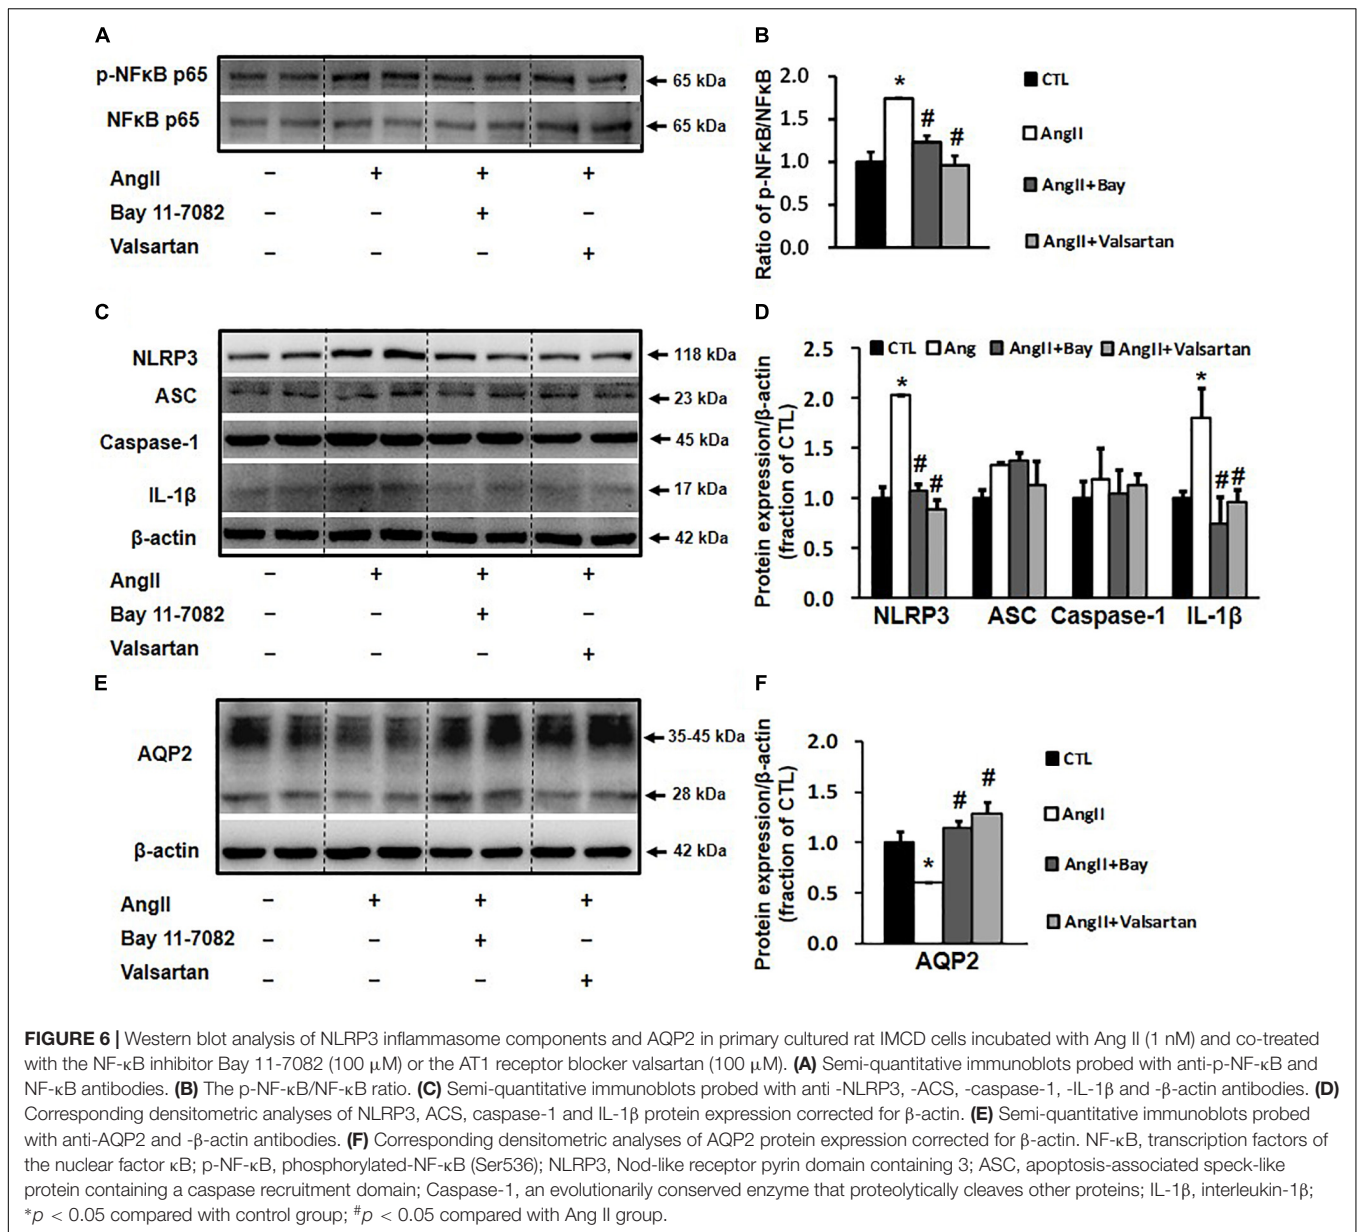 A
p-NFκB p65
65 kDa
NFκB p65
65 kDa
AngII – + + +
Bay 11-7082 – – + –
Valsartan – – – +
B
Ratio of p-NFκB/NFκB
2.0
1.5
1.0
0.5
0.0
*
#
#
CTL
AngII
AngII+Bay
AngII+Valsartan
C
NLRP3
118 kDa
ASC
23 kDa
Caspase-1
45 kDa
IL-1β
17 kDa
β-actin
42 kDa
AngII – + + +
Bay 11-7082 – – + –
Valsartan – – – +
D
Protein expression/β-actin
(fraction of CTL)
2.5
2.0
1.5
1.0
0.5
0.0
CTL Ang AngII+Bay AngII+Valsartan
*
#
#
*
# #
NLRP3 ASC Caspase-1 IL-1β
E
AQP2
35-45 kDa
28 kDa
β-actin
42 kDa
AngII – + + +
Bay 11-7082 – – + –
Valsartan – – – +
F
Protein expression/β-actin
(fraction of CTL)
2.0
1.5
1.0
0.5
0.0
*
#
#
AQP2
CTL
AngII
AngII+Bay
AngII+Valsartan
FIGURE 6 | Western blot analysis of NLRP3 inflammasome components and AQP2 in primary cultured rat IMCD cells incubated with Ang II (1 nM) and co-treated
with the NF-κB inhibitor Bay 11-7082 (100 μM) or the AT1 receptor blocker valsartan (100 μM). (A) Semi-quantitative immunoblots probed with anti-p-NF-κB and
NF-κB antibodies. (B) The p-NF-κB/NF-κB ratio. (C) Semi-quantitative immunoblots probed with anti -NLRP3, -ACS, -caspase-1, -IL-1β and -β-actin antibodies. (D)
Corresponding densitometric analyses of NLRP3, ACS, caspase-1 and IL-1β protein expression corrected for β-actin. (E) Semi-quantitative immunoblots probed
with anti-AQP2 and -β-actin antibodies. (F) Corresponding densitometric analyses of AQP2 protein expression corrected for β-actin. NF-κB, transcription factors of
the nuclear factor κB; p-NF-κB, phosphorylated-NF-κB (Ser536); NLRP3, Nod-like receptor pyrin domain containing 3; ASC, apoptosis-associated speck-like
protein containing a caspase recruitment domain; Caspase-1, an evolutionarily conserved enzyme that proteolytically cleaves other proteins; IL-1β, interleukin-1β;
*p < 0.05 compared with control group; #p < 0.05 compared with Ang II group.